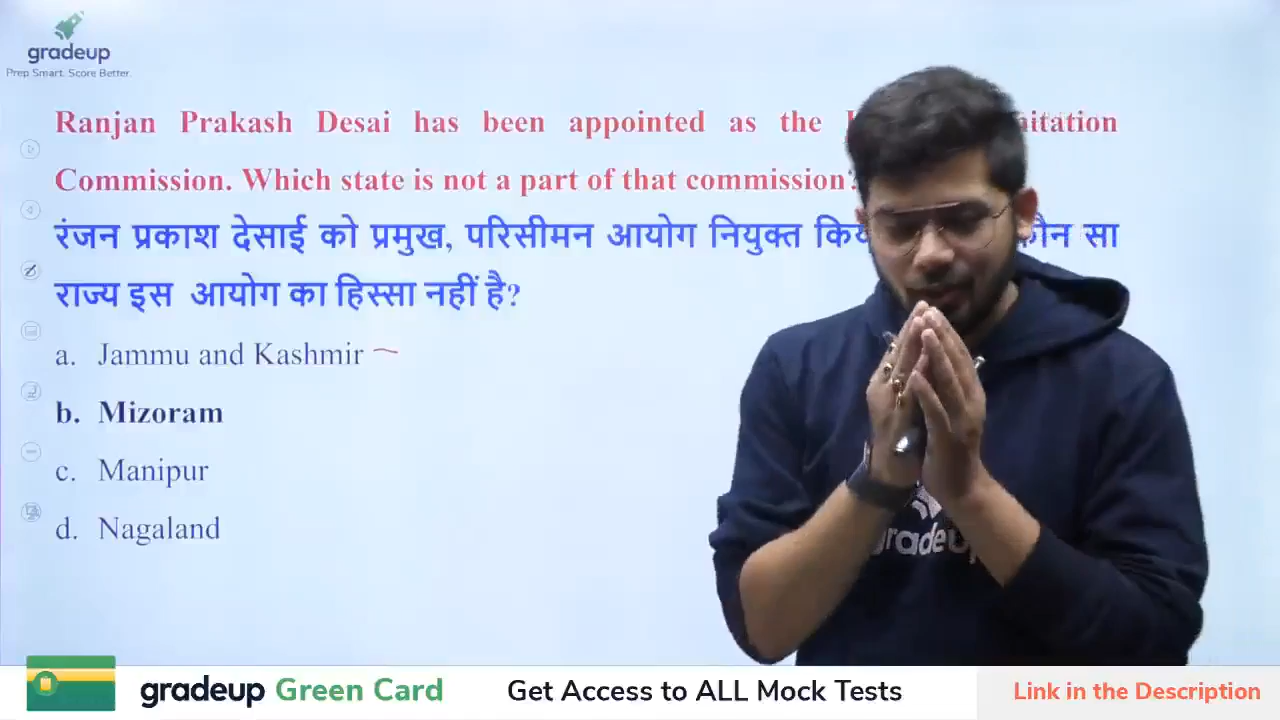 gradeup
Prep Smart. Score Better.
Ranjan Prakash Desai has been appointed as the
Commission. Which state is not a part of that commission?
रंजन प्रकाश देसाई को प्रमुख, परिसीमन आयोग नियुक्त सा
राज्य इस आयोग का हिस्सा नहीं है?
a. Jammu and Kashmir
b. Mizoram
c. Manipur
d. Nagaland
gradeup
gradeup Green Card Get Access to ALL Mock Tests Link in the Description